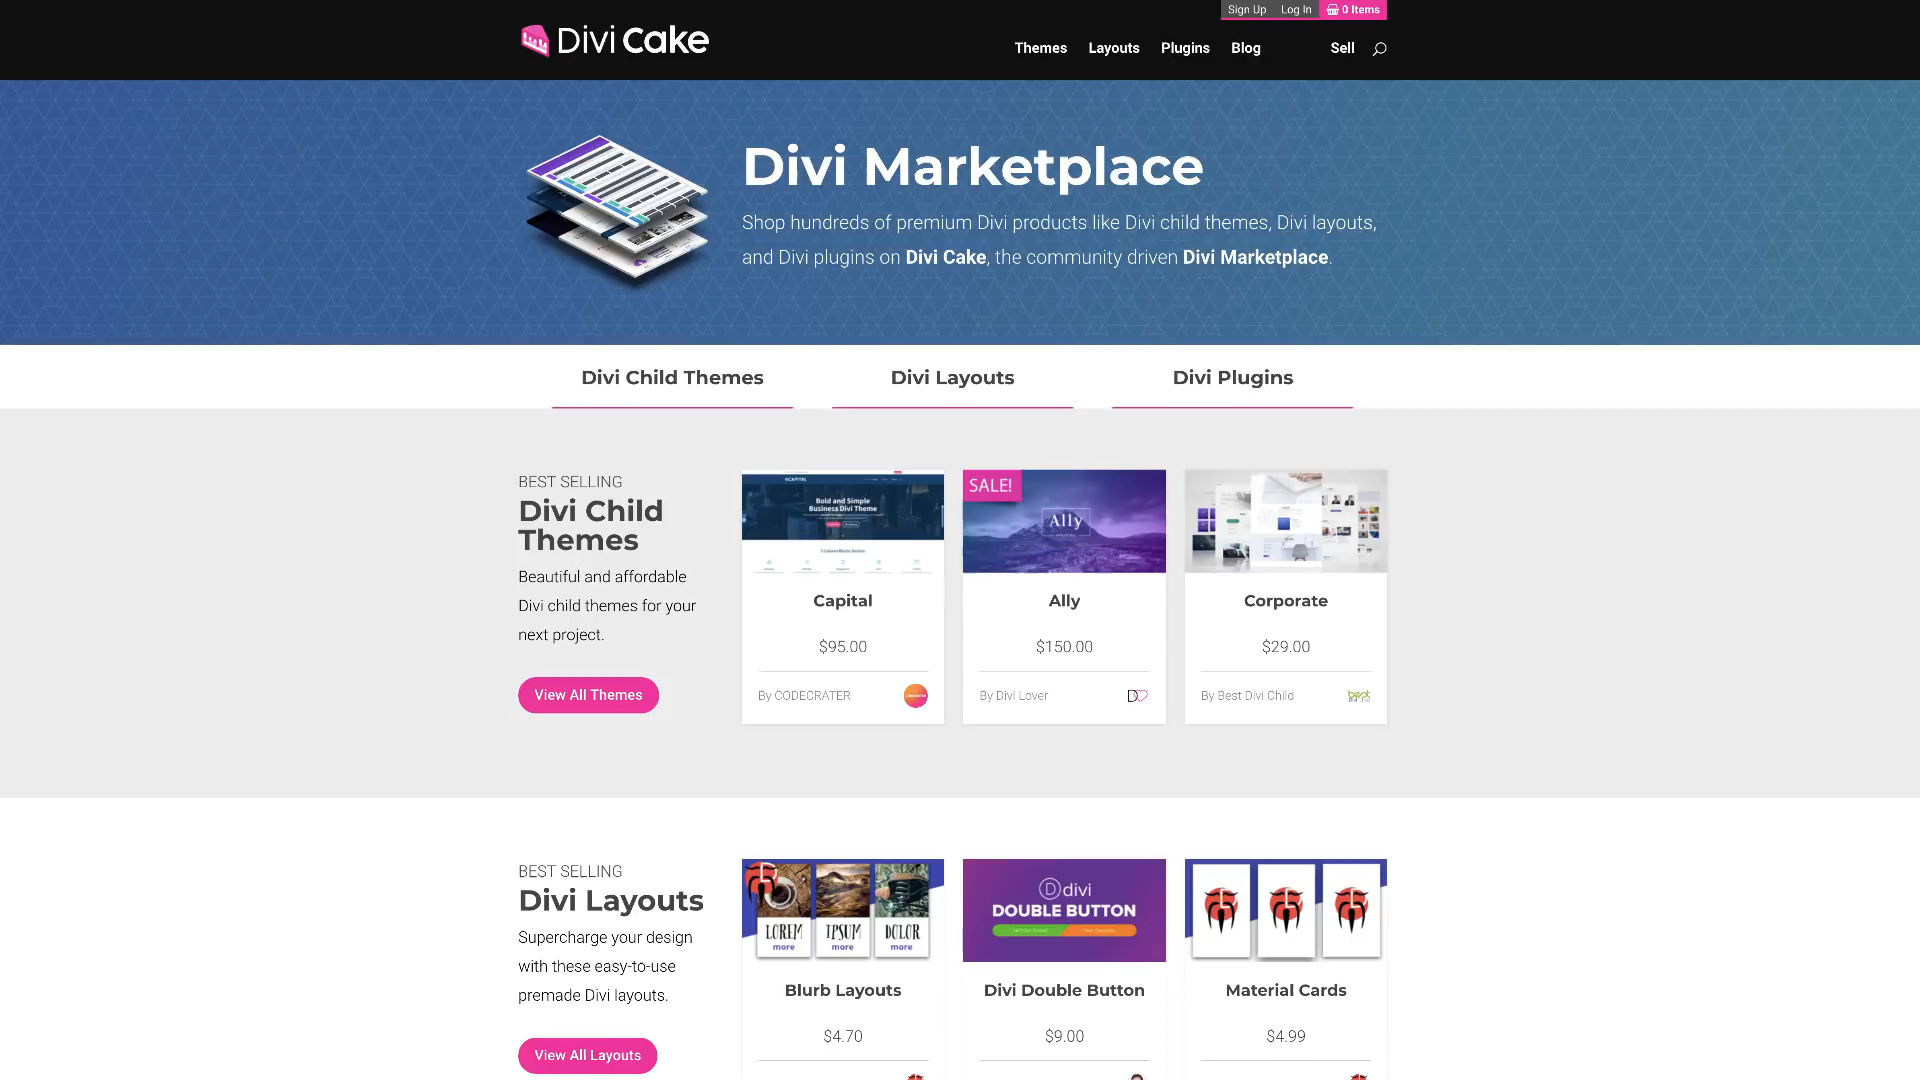 Sign Up
Log In
0 Items
Divi Cake
Themes
Layouts
Plugins
Blog
Sell
Divi Marketplace
Shop hundreds of premium Divi products like Divi child themes, Divi layouts,
and Divi plugins on Divi Cake, the community driven Divi Marketplace.
Divi Child Themes
Divi Layouts
Divi Plugins
BEST SELLING
Divi Child
Themes
Beautiful and affordable
Divi child themes for your
next project.
View All Themes
CAPITAL
Bold and Simple
Business Divi Theme
Capital
$95.00
By CODECRATER
SALE!
Ally
Ally
$150.00
By Divi Lover
Corporate
$29.00
By Best Divi Child
BEST SELLING
Divi Layouts
Supercharge your design
with these easy-to-use
premade Divi layouts.
View All Layouts
LOREM
more
IPSUM
more
DOLOR
more
Blurb Layouts
$4.70
divi
DOUBLE BUTTON
Divi Double Button
$9.00
Material Cards
$4.99